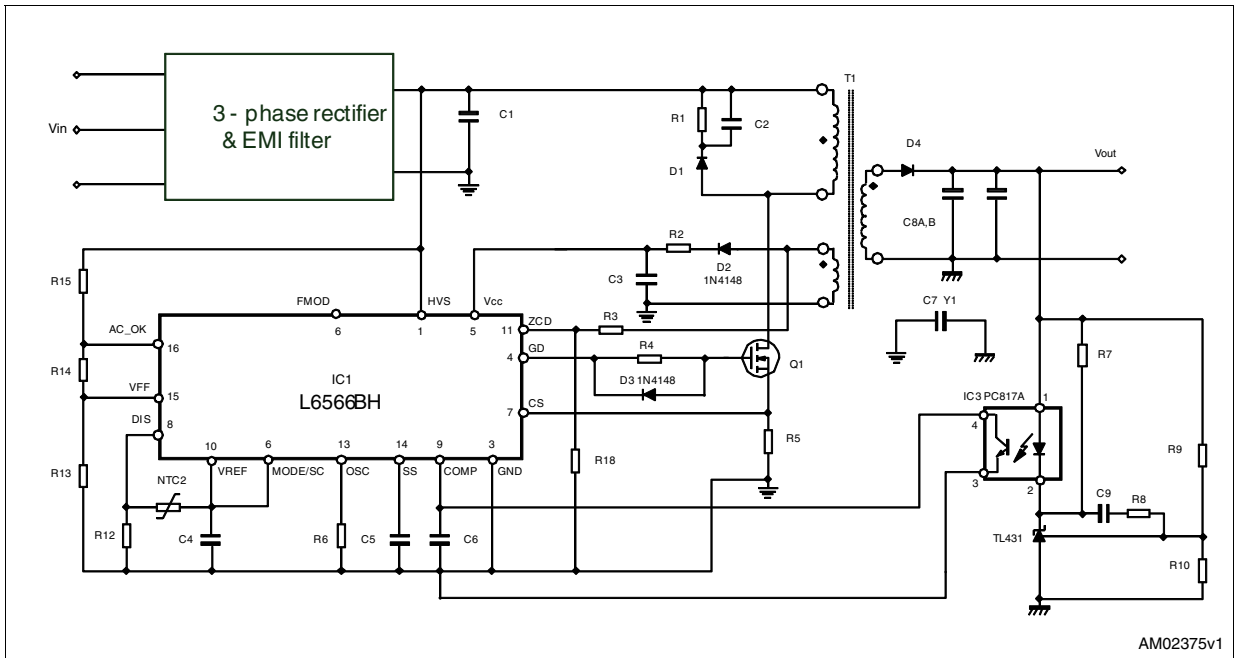 T1
3 - phase rectifier
& EMI filter
Vin
C1
R1
C2
D1
D4
Vout
C8A,B
R2
D2
1N4148
C3
C7 Y1
R15
FMOD
HVS
Vcc
6
1
5
ZCD
11
R3
AC_OK
16
GD
4
R4
Q1
R7
R14
VFF
15
IC1
L6566BH
D3 1N4148
CS
7
IC3 PC817A
1
4
DIS
8
R5
R9
10
6
13
14
9
3
R13
VREF
MODE/SC
OSC
SS
COMP
GND
R18
3
2
NTC2
C9
R8
R12
C4
R6
C5
C6
TL431
R10
AM02375v1